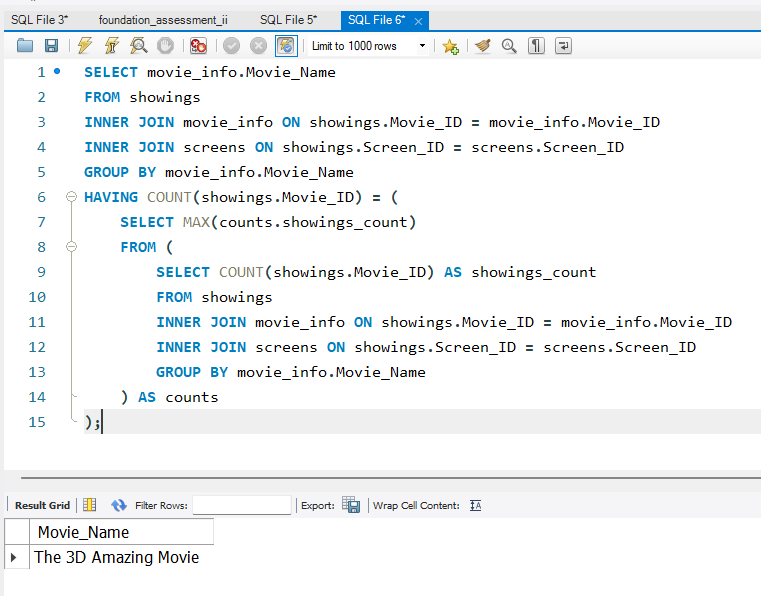 SQL File 3* foundation_assessment_ii SQL File 5* SQL File 6* ×
Limit to 1000 rows
1 SELECT movie_info.Movie_Name
2 FROM showings
3 INNER JOIN movie_info ON showings.Movie_ID = movie_info.Movie_ID
4 INNER JOIN screens ON showings.Screen_ID = screens.Screen_ID
5 GROUP BY movie_info.Movie_Name
6 HAVING COUNT(showings.Movie_ID) = (
7 SELECT MAX(counts.showings_count)
8 FROM (
9 SELECT COUNT(showings.Movie_ID) AS showings_count
10 FROM showings
11 INNER JOIN movie_info ON showings.Movie_ID = movie_info.Movie_ID
12 INNER JOIN screens ON showings.Screen_ID = screens.Screen_ID
13 GROUP BY movie_info.Movie_Name
14 ) AS counts
15 );
Result Grid Filter Rows: Export: Wrap Cell Content: IA
Movie_Name
The 3D Amazing Movie